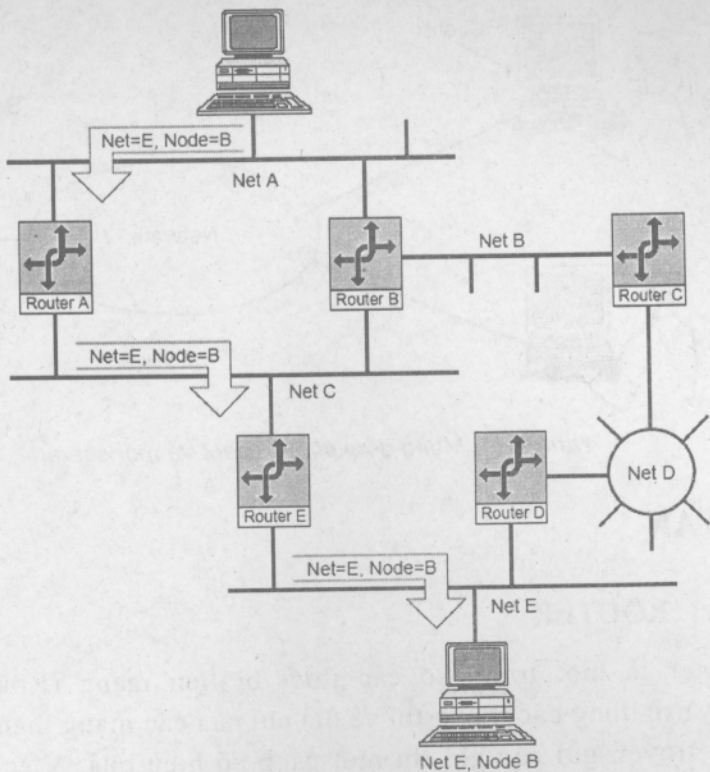 Net=E, Node=B
Net A
Router A
Router B
Net B
Router C
Net=E, Node=B
Net C
Router E
Router D
Net D
Net=E, Node=B
Net E
Net E, Node B